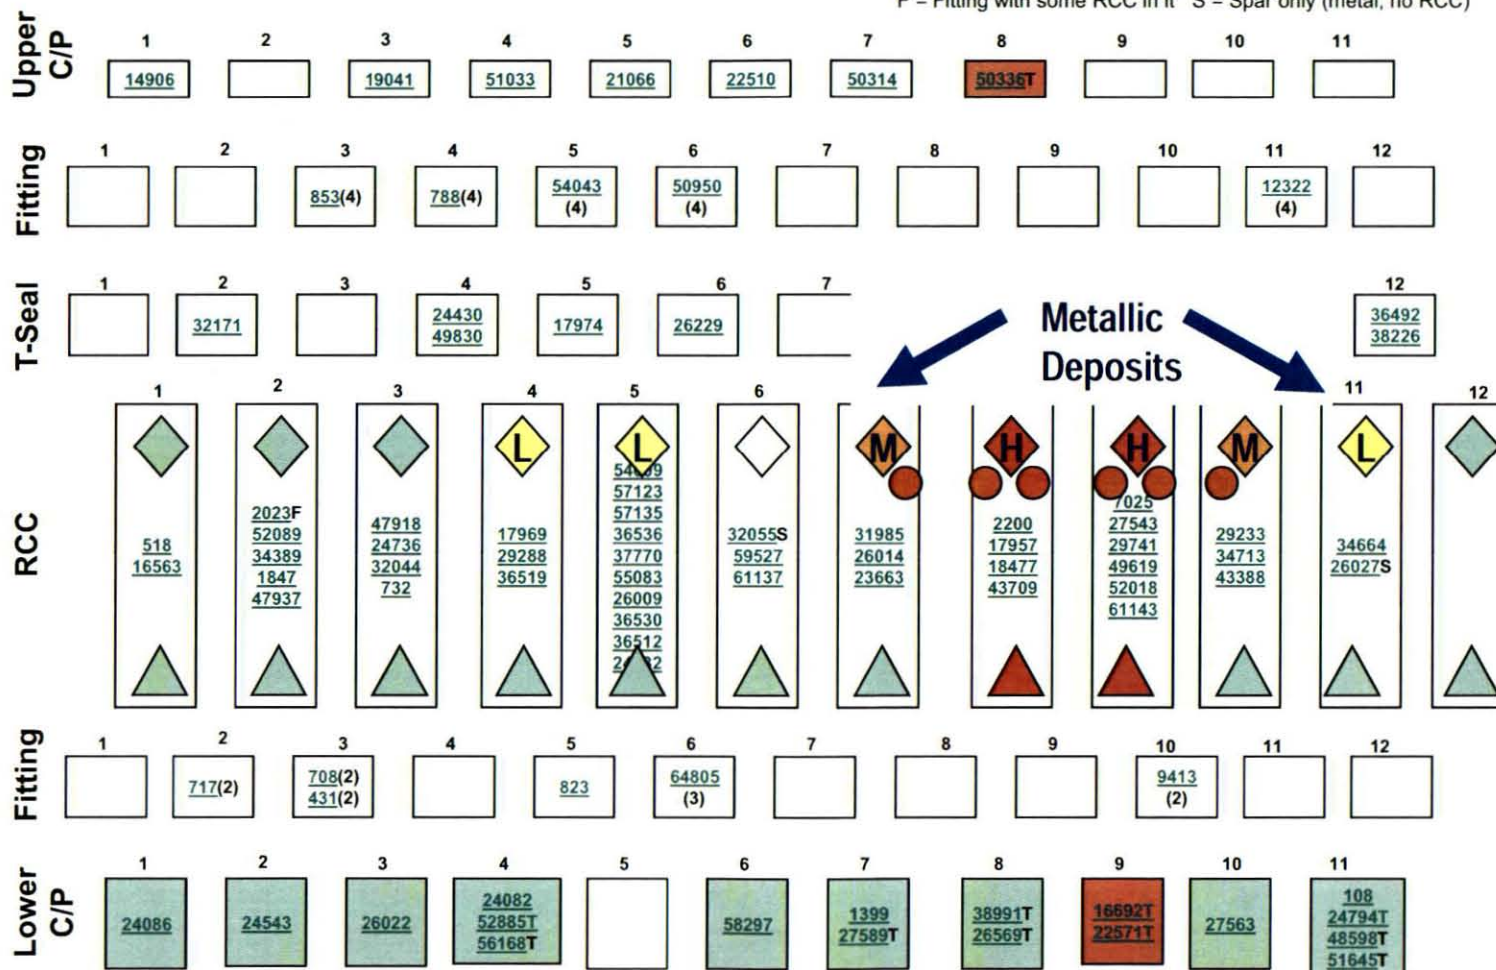 F = Fitting with some RCC in it S = Spar only (metal, no RCC)
Upper C/P
1 2 3 4 5 6 7 8 9 10 11
14906 19041 51033 21066 22510 50314 50336T
Fitting
1 2 3 4 5 6 7 8 9 10 11 12
853(4) 788(4) 54043 (4) 50950 (4) 12322 (4)
T-Seal
1 2 3 4 5 6 7 12
32171 24430 49830 17974 26229 36492 38226
Metallic
Deposits
RCC
1 2 3 4 5 6 11 12
L L M H H M L
518
16563
2023F
52089
34389
1847
47937
47918
24736
32044
732
17969
29288
36519
57123
57135
36536
37770
55083
26009
36530
36512
32055S
59527
61137
31985
26014
23663
2200
17957
18477
43709
7025
27543
29741
49619
52018
61143
29233
34713
43388
34664
26027S
Fitting
1 2 3 4 5 6 7 8 9 10 11 12
717(2)
708(2)
431(2)
823
64805
(3)
9413
(2)
Lower C/P
1 2 3 4 5 6 7 8 9 10 11
24086
24543
26022
24082
52885T
56168T
58297
1399
27589T
38991T
26569T
16692T
22571T
27563
108
24794T
48598T
51645T